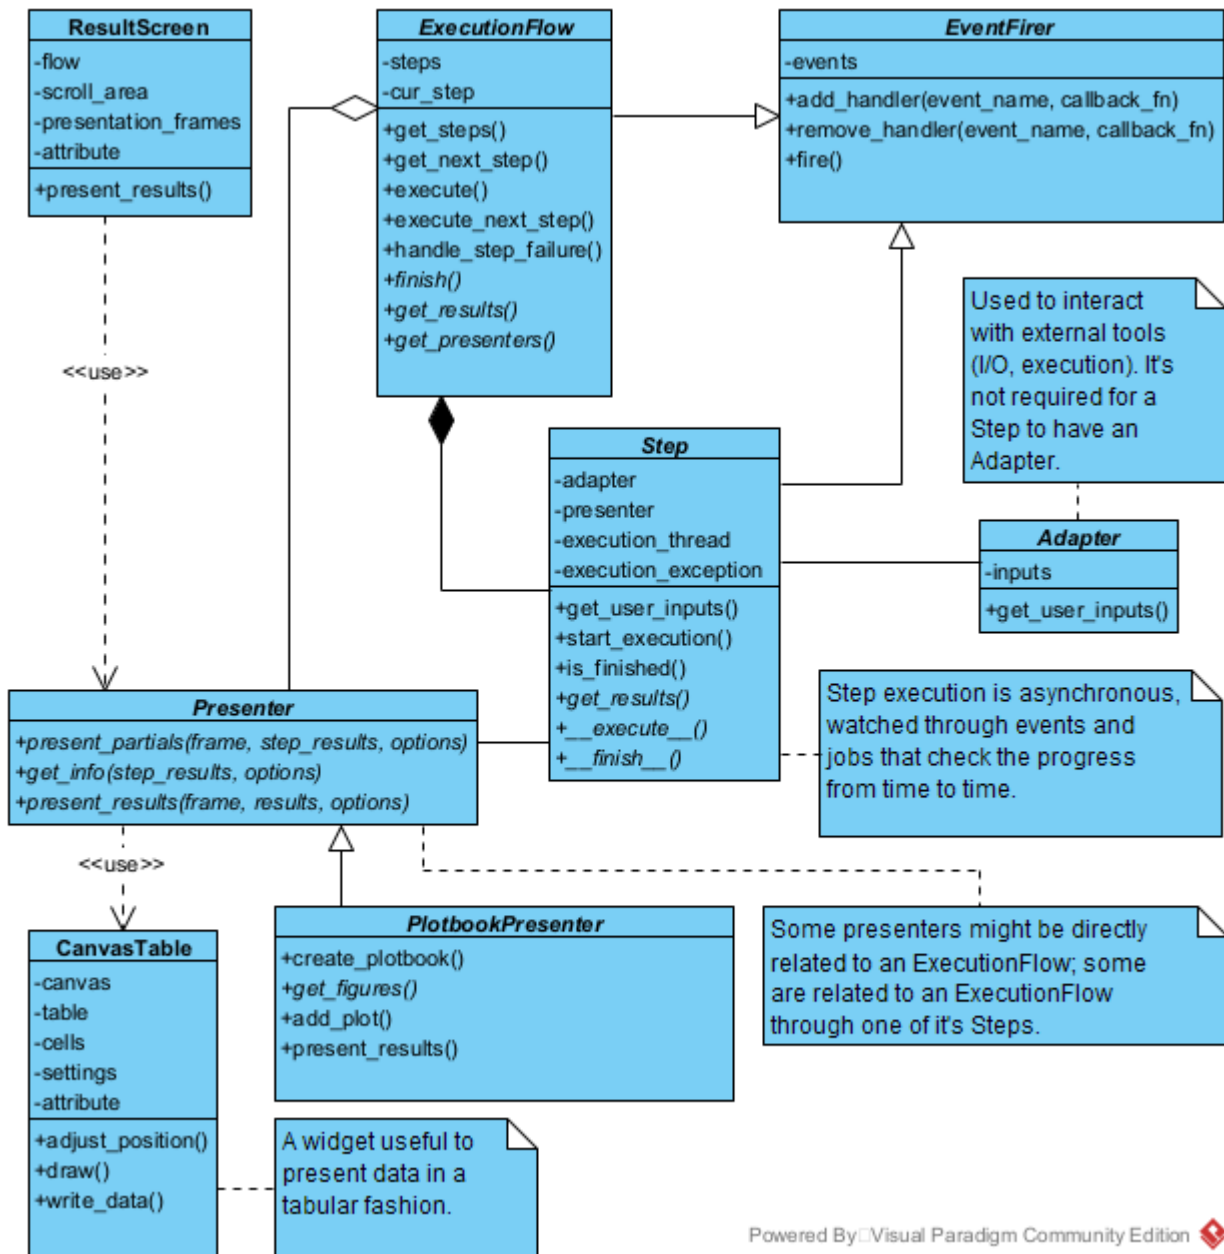 ResultScreen
-flow
-scroll_area
-presentation_frames
-attribute
+present_results()
ExecutionFlow
-steps
-cur_step
+get_steps()
+get_next_step()
+execute()
+execute_next_step()
+handle_step_failure()
+finish()
+get_results()
+get_presenters()
EventFirer
-events
+add_handler(event_name, callback_fn)
+remove_handler(event_name, callback_fn)
+fire()
Used to interact
with external tools
(I/O, execution). It's
not required for a
Step to have an
Adapter.
<<use>>
Step
-adapter
-presenter
-execution_thread
-execution_exception
+get_user_inputs()
+start_execution()
+is_finished()
+get_results()
+__execute__()
+__finish__()
Adapter
-inputs
+get_user_inputs()
Step execution is asynchronous,
watched through events and
jobs that check the progress
from time to time.
Presenter
+present_partials(frame, step_results, options)
+get_info(step_results, options)
+present_results(frame, results, options)
<<use>>
CanvasTable
-canvas
-table
-cells
-settings
-attribute
+adjust_position()
+draw()
+write_data()
PlotbookPresenter
+create_plotbook()
+get_figures()
+add_plot()
+present_results()
Some presenters might be directly
related to an ExecutionFlow; some
are related to an ExecutionFlow
through one of it's Steps.
A widget useful to
present data in a
tabular fashion.
Powered By Visual Paradigm Community Edition